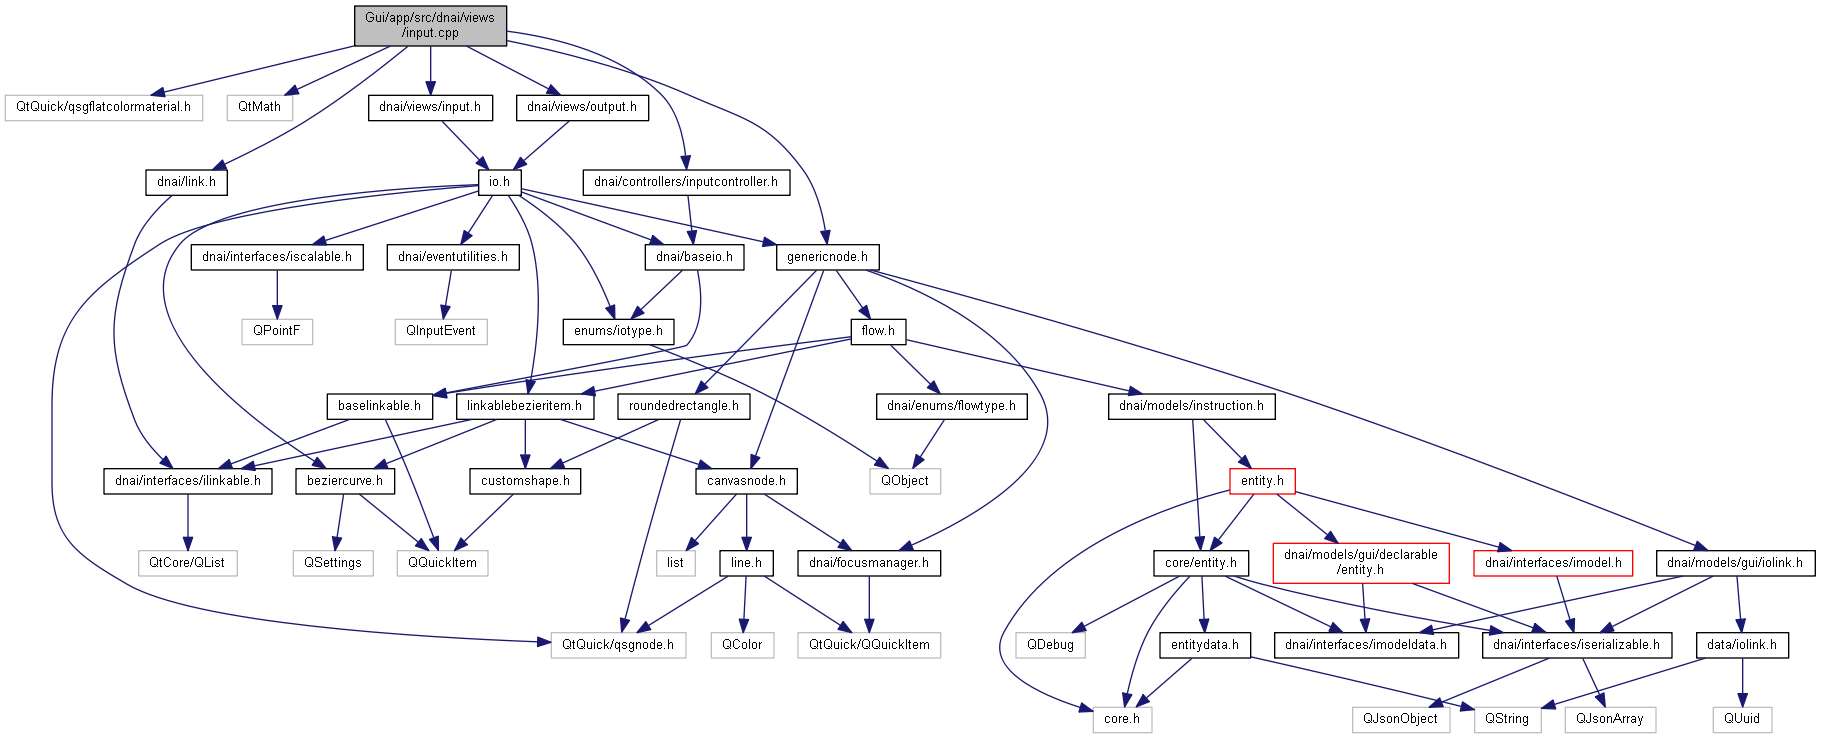 Gui/app/src/dnai/views
/input.cpp
QtQuick/qsgflatcolormaterial.h
QtMath
dnai/views/input.h
dnai/views/output.h
dnai/link.h
io.h
dnai/controllers/inputcontroller.h
dnai/interfaces/iscalable.h
dnai/eventutilities.h
dnai/baseio.h
genericnode.h
QPointF
QInputEvent
enums/iotype.h
flow.h
baselinkable.h
linkablebezieritem.h
roundedrectangle.h
dnai/enums/flowtype.h
dnai/models/instruction.h
dnai/interfaces/ilinkable.h
beziercurve.h
customshape.h
canvasnode.h
QObject
entity.h
QtCore/QList
QSettings
QQuickItem
list
line.h
dnai/focusmanager.h
core/entity.h
dnai/models/gui/declarable
/entity.h
dnai/interfaces/imodel.h
dnai/models/gui/iolink.h
QtQuick/qsgnode.h
QColor
QtQuick/QQuickItem
QDebug
entitydata.h
dnai/interfaces/imodeldata.h
dnai/interfaces/iserializable.h
data/iolink.h
core.h
QJsonObject
QString
QJsonArray
QUuid